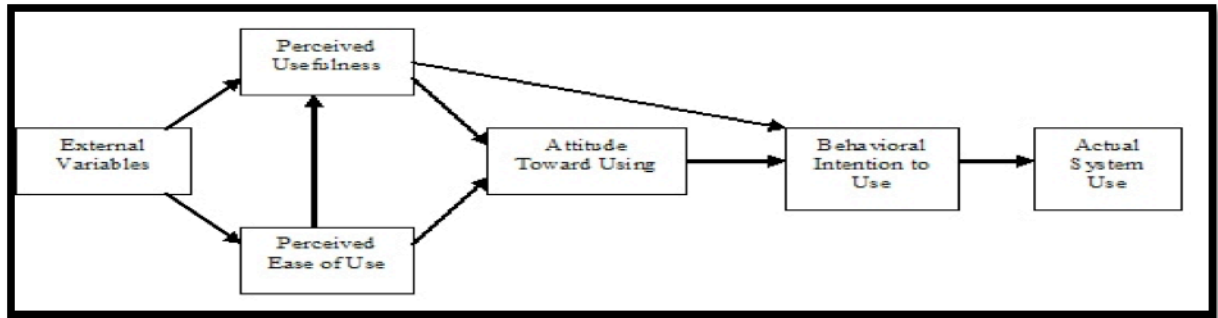 Perceived
Usefulness
External
Variables
Attitude
Toward Using
Behavioral
Intention to
Use
Actual
System
Use
Perceived
Ease of Use